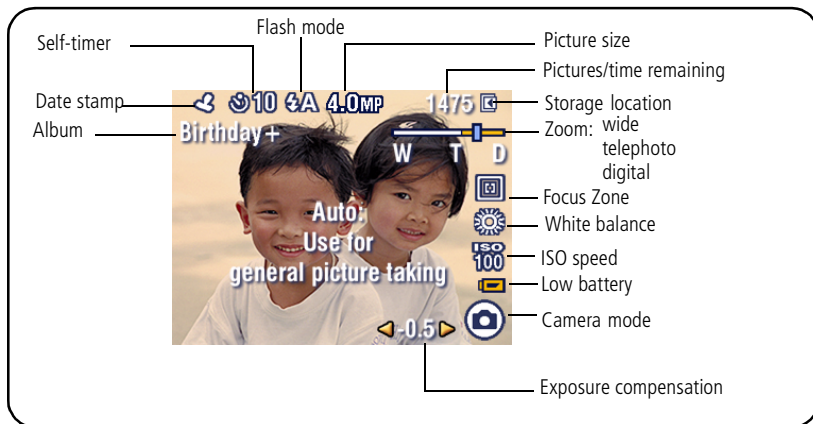 Self-timer
Flash mode
Picture size
Pictures/time remaining
Date stamp
10 A 4.0MP 1475
Storage location
Album
Birthday+
Zoom: wide
telephoto
digital
W T D
Focus Zone
White balance
Auto:
Use for
general picture taking
ISO
100
ISO speed
Low battery
-0.5
Camera mode
Exposure compensation